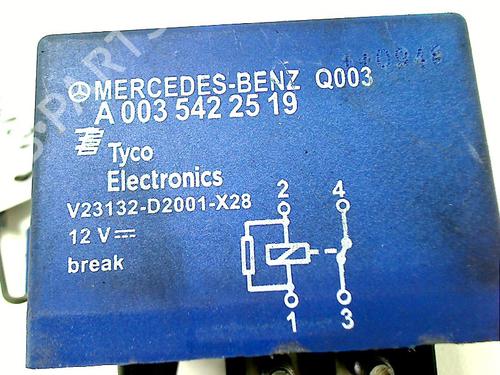 MERCEDES-BENZ Q003
A 003 542 25 19
Tyco
Electronics
V23132-D2001-X28
12 V
break
2 4
1 3